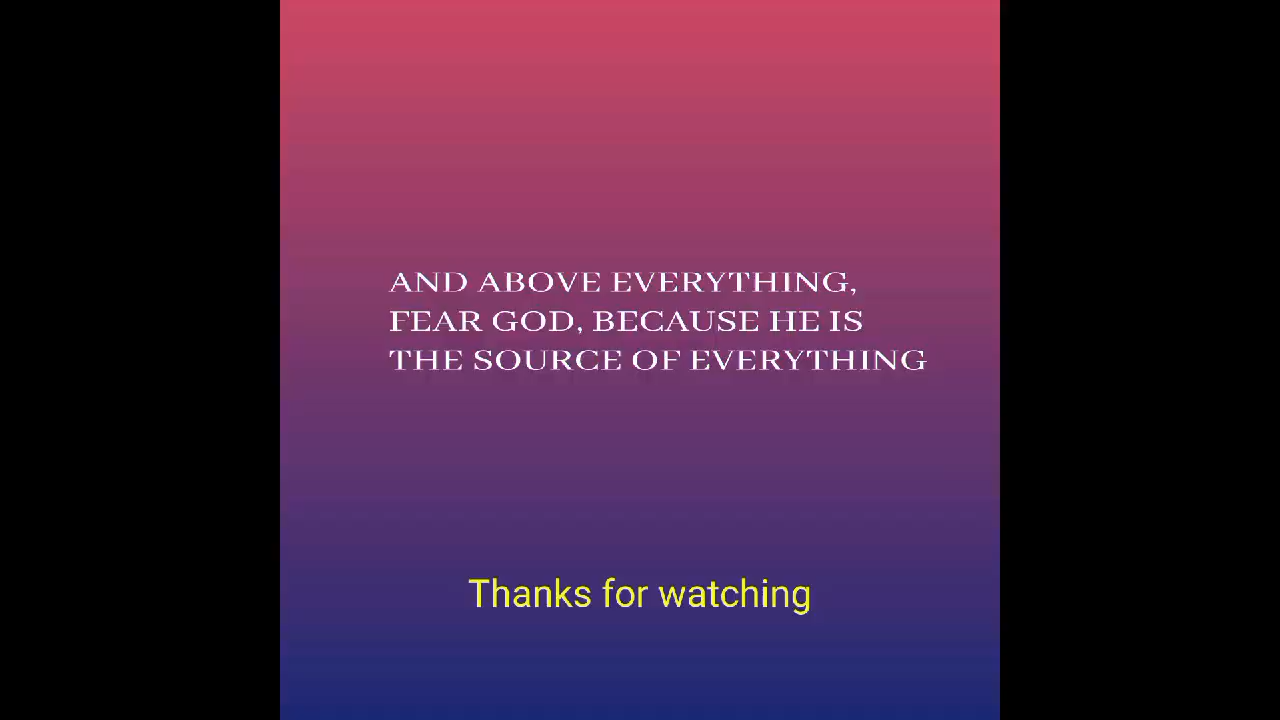 AND ABOVE EVERYTHING,
FEAR GOD, BECAUSE HE IS
THE SOURCE OF EVERYTHING
Thanks for watching